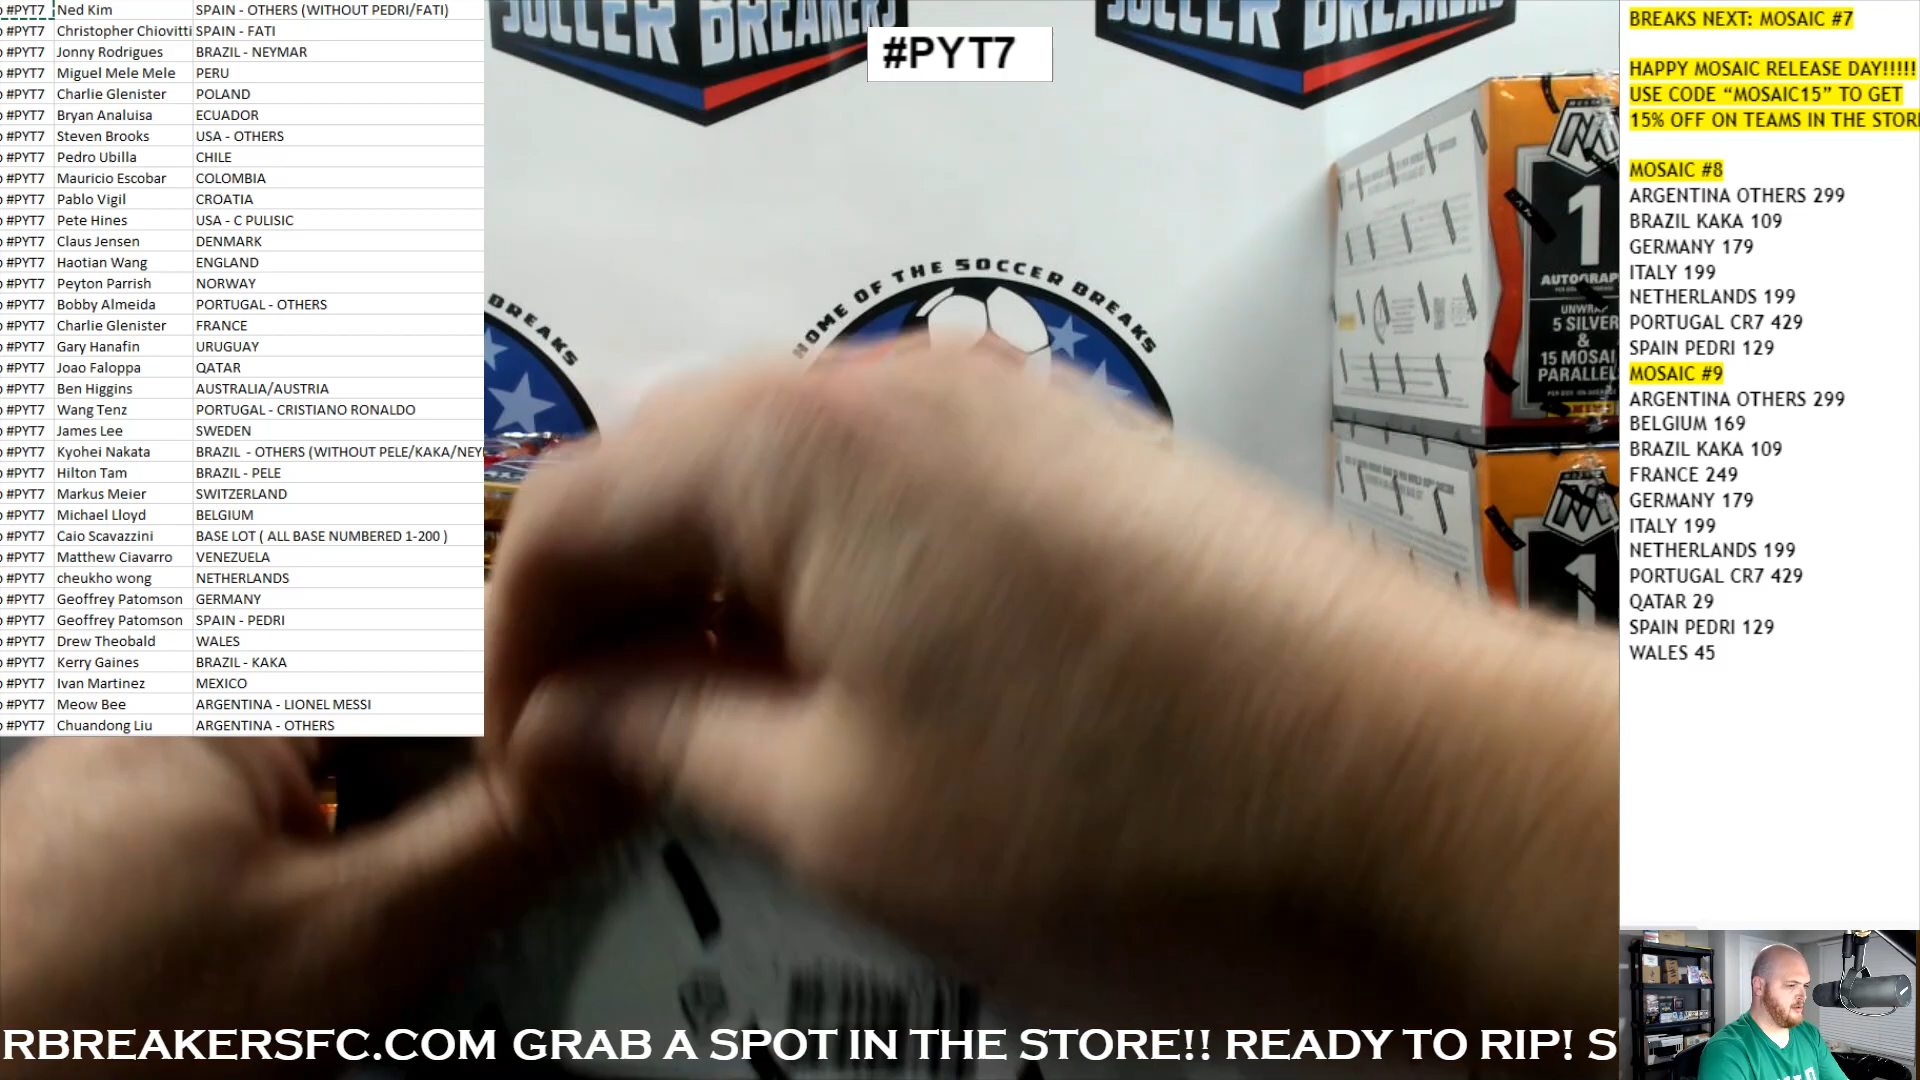 #PYT7 Ned Kim SPAIN - OTHERS (WITHOUT PEDRI/FATI)
#PYT7 Christopher Chiovitti SPAIN - FATI
#PYT7 Jonny Rodrigues BRAZIL - NEYMAR
#PYT7 Miguel Mele Mele PERU
#PYT7 Charlie Glenister POLAND
#PYT7 Bryan Analuisa ECUADOR
#PYT7 Steven Brooks USA - OTHERS
#PYT7 Pedro Ubilla CHILE
#PYT7 Mauricio Escobar COLOMBIA
#PYT7 Pablo Vigil CROATIA
#PYT7 Pete Hines USA - C PULISIC
#PYT7 Claus Jensen DENMARK
#PYT7 Haotian Wang ENGLAND
#PYT7 Peyton Parrish NORWAY
#PYT7 Bobby Almeida PORTUGAL - OTHERS
#PYT7 Charlie Glenister FRANCE
#PYT7 Gary Hanafin URUGUAY
#PYT7 Joao Faloppa QATAR
#PYT7 Ben Higgins AUSTRALIA/AUSTRIA
#PYT7 Wang Tenz PORTUGAL - CRISTIANO RONALDO
#PYT7 James Lee SWEDEN
#PYT7 Kyohei Nakata BRAZIL - OTHERS (WITHOUT PELE/KAKA/NEY
#PYT7 Hilton Tam BRAZIL - PELE
#PYT7 Markus Meier SWITZERLAND
#PYT7 Michael Lloyd BELGIUM
#PYT7 Caio Scavazzini BASE LOT ( ALL BASE NUMBERED 1-200 )
#PYT7 Matthew Ciavarro VENEZUELA
#PYT7 cheukho wong NETHERLANDS
#PYT7 Geoffrey Patomson GERMANY
#PYT7 Geoffrey Patomson SPAIN - PEDRI
#PYT7 Drew Theobald WALES
#PYT7 Kerry Gaines BRAZIL - KAKA
#PYT7 Ivan Martinez MEXICO
#PYT7 Meow Bee ARGENTINA - LIONEL MESSI
#PYT7 Chuandong Liu ARGENTINA - OTHERS
SOCCER BREAKERS
SOCCER BREAKERS
#PYT7
HOME OF THE SOCCER BREAKS
BREAKS
1
AUTOGRAP
UNWRA
5 SILVER
&
15 MOSAI
PARALLEL
1
BREAKS NEXT: MOSAIC #7
HAPPY MOSAIC RELEASE DAY!!!!!
USE CODE “MOSAIC15” TO GET
15% OFF ON TEAMS IN THE STOR
MOSAIC #8
ARGENTINA OTHERS 299
BRAZIL KAKA 109
GERMANY 179
ITALY 199
NETHERLANDS 199
PORTUGAL CR7 429
SPAIN PEDRI 129
MOSAIC #9
ARGENTINA OTHERS 299
BELGIUM 169
BRAZIL KAKA 109
FRANCE 249
GERMANY 179
ITALY 199
NETHERLANDS 199
PORTUGAL CR7 429
QATAR 29
SPAIN PEDRI 129
WALES 45
RBREAKERSFC.COM GRAB A SPOT IN THE STORE!! READY TO RIP! S